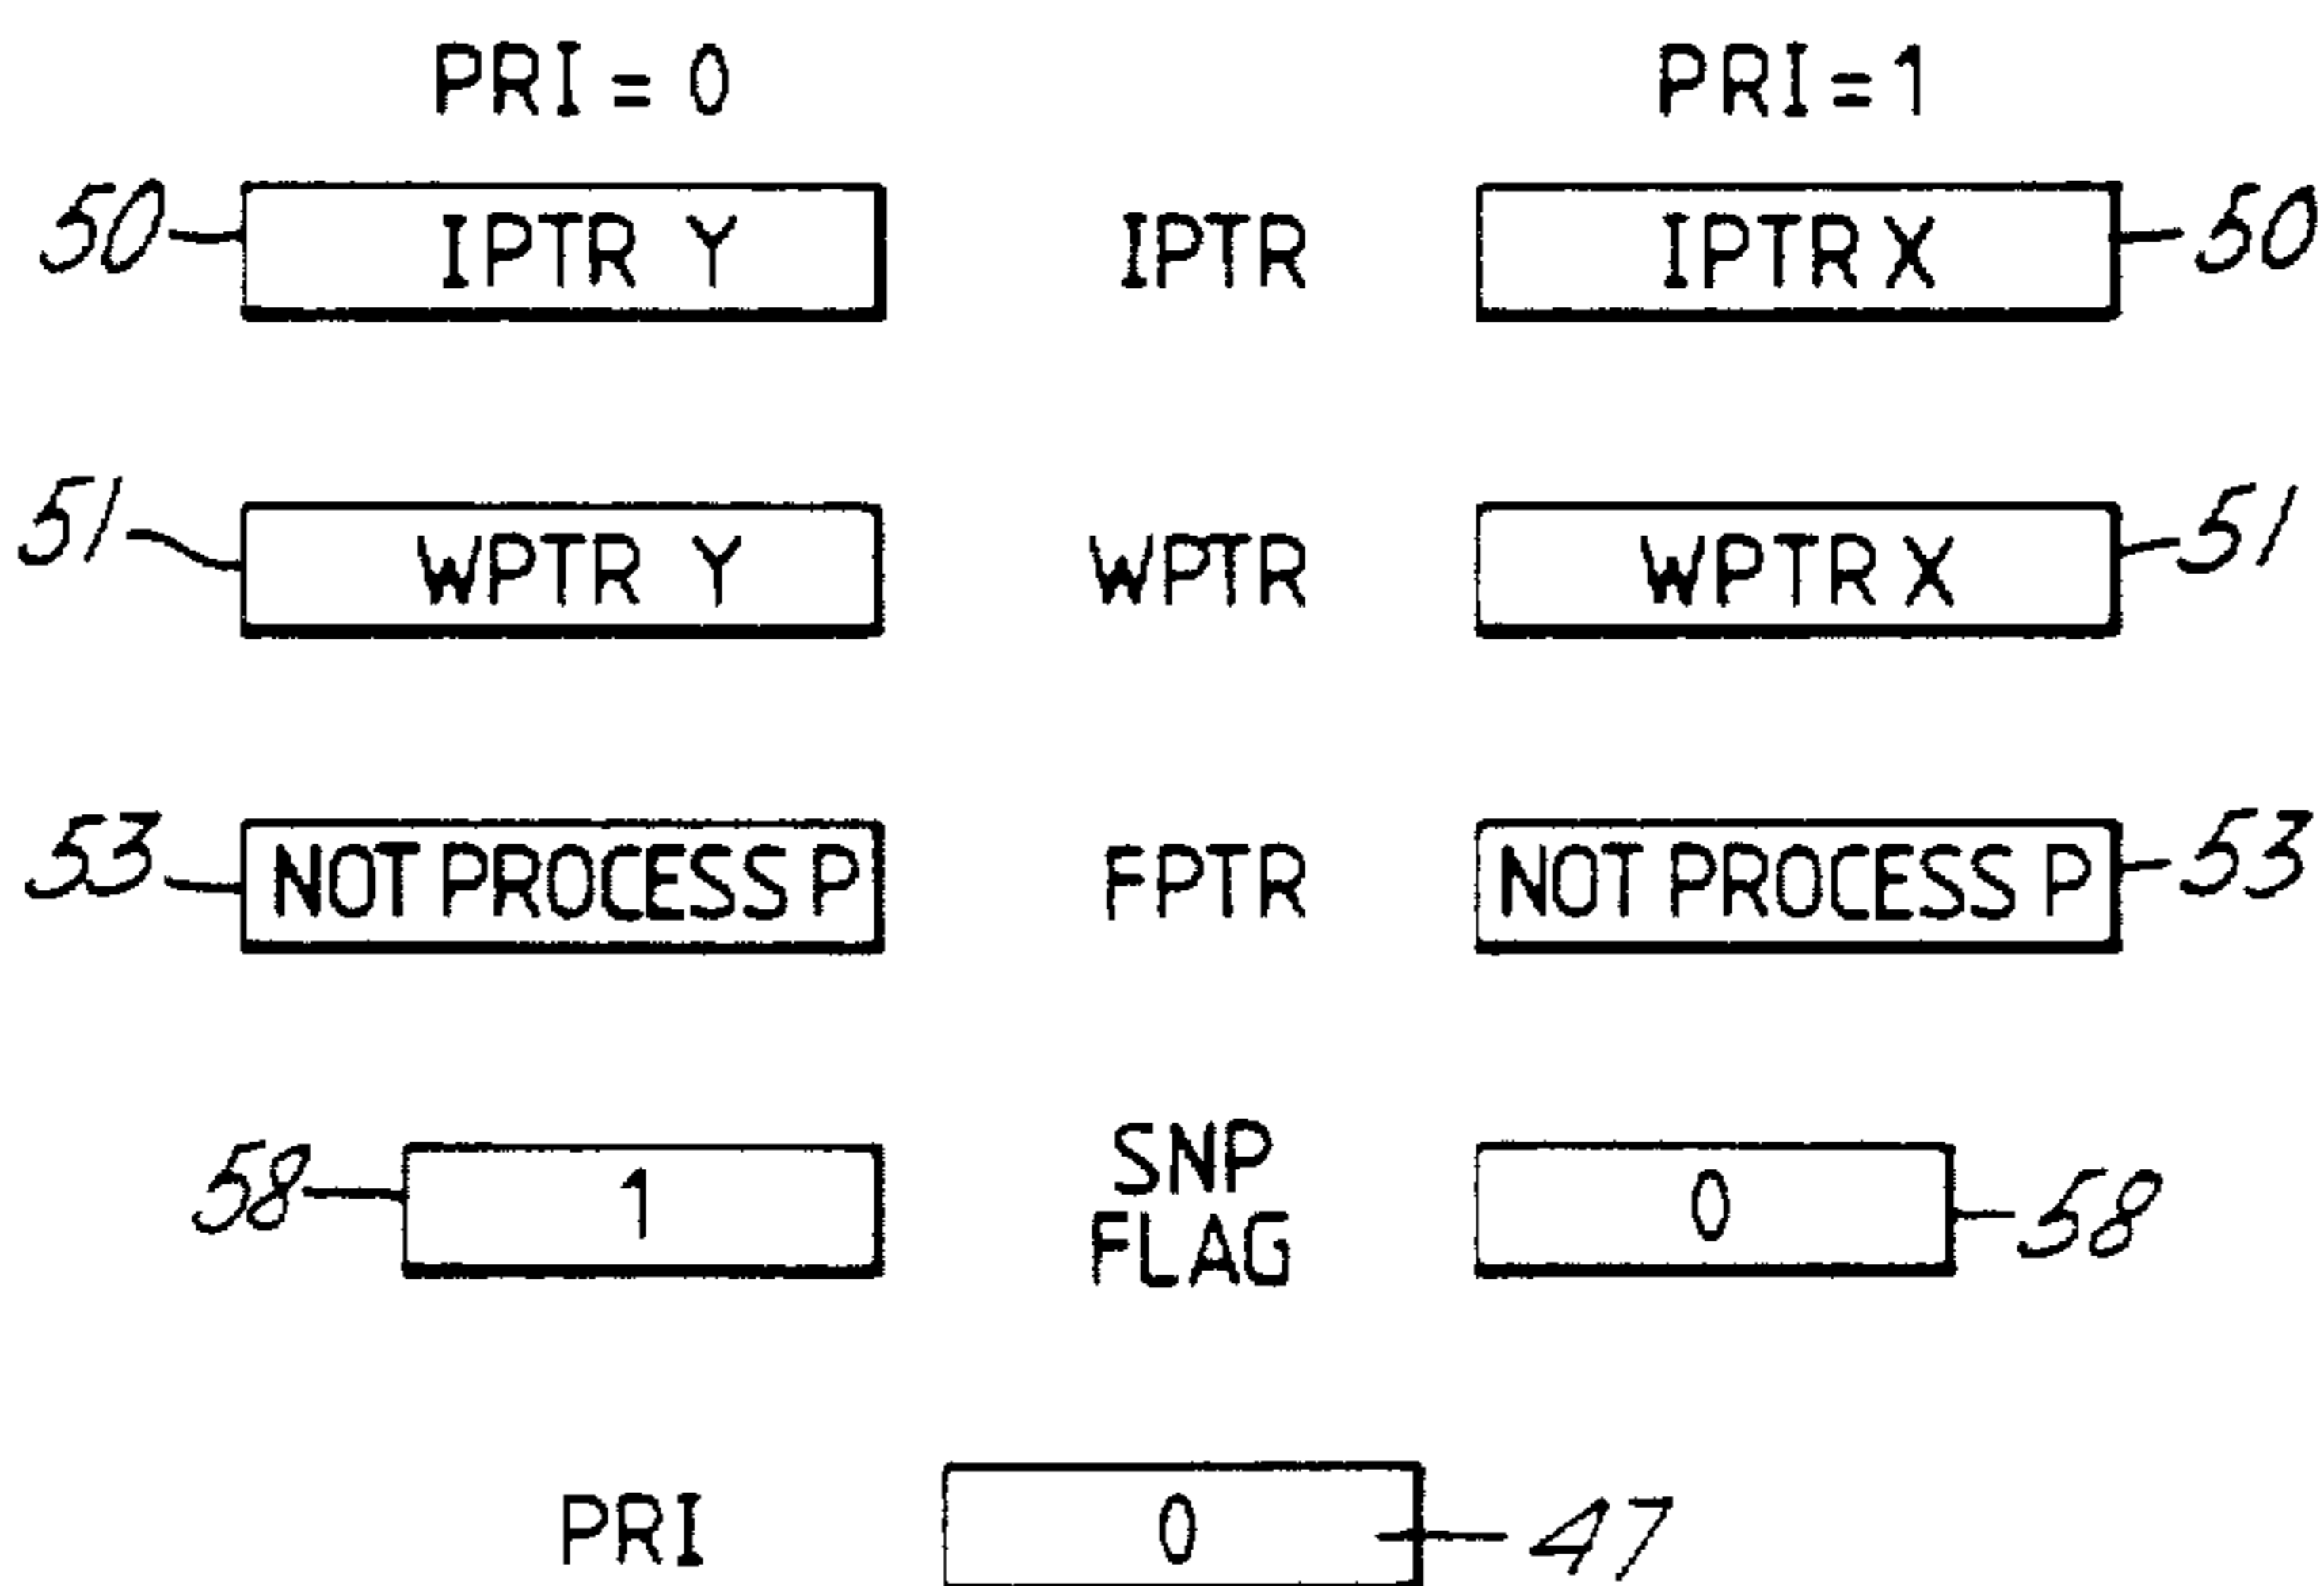 PRI = 0 PRI = 1
50 IPTR Y IPTR IPTR X 50
51 WPTR Y WPTR WPTR X 51
53 NOT PROCESS P FPTR NOT PROCESS P 53
58 1 SNP FLAG 0 58
PRI 0 47